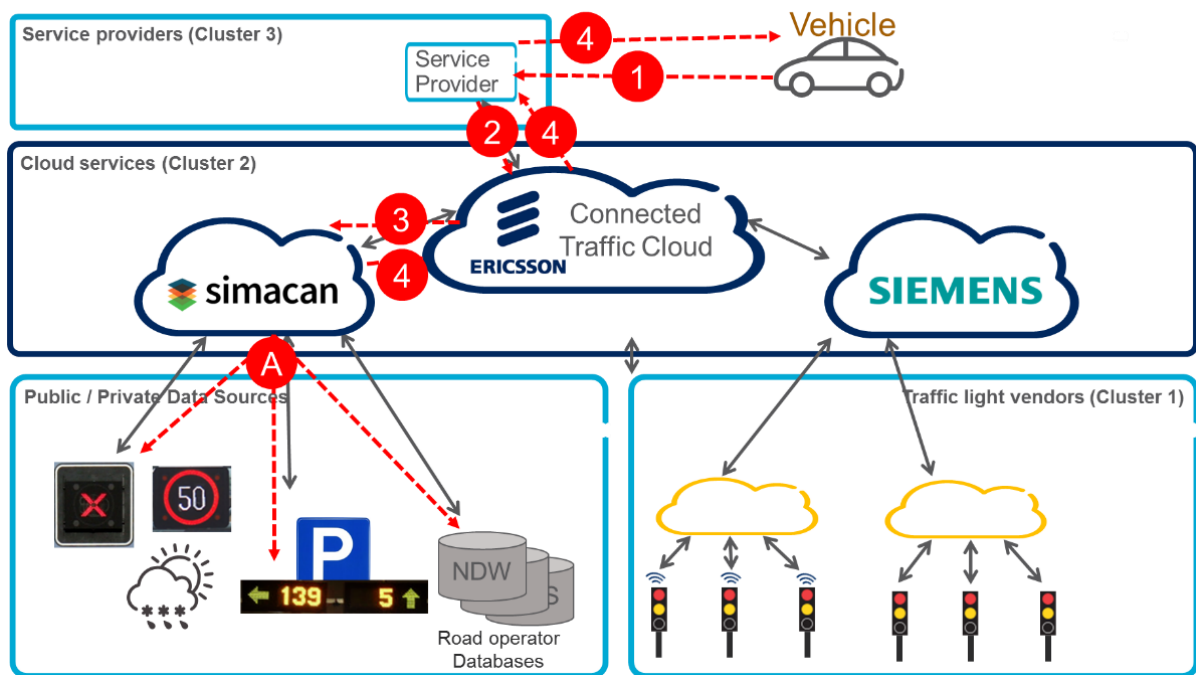 Service providers (Cluster 3)
Service
Provider
4
Vehicle
1
2
4
Cloud services (Cluster 2)
Connected
Traffic Cloud
ERICSSON
3
4
simacan
SIEMENS
A
Public / Private Data Sources
Traffic light vendors (Cluster 1)
X
50
P
139
5
NDW
S
Road operator
Databases